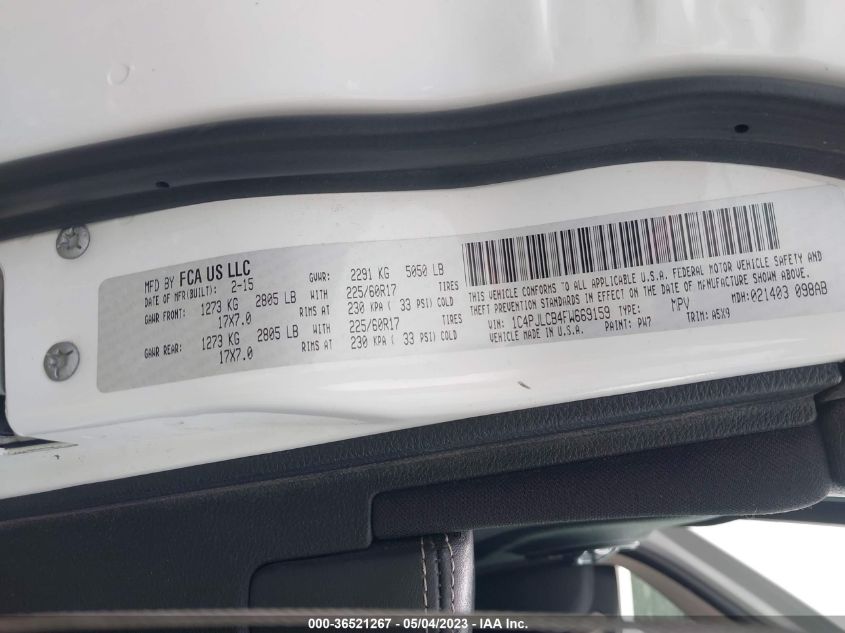 MFD BY FCA US LLC
DATE OF MFR(BUILT): 2-15 GVWR: 2291 KG 5050 LB
GAWR FRONT: 1273 KG 2805 LB WITH 225/60R17 TIRES
17X7.0 RIMS AT 230 KPA ( 33 PSI) COLD
GAWR REAR: 1273 KG 2805 LB WITH 225/60R17 TIRES
17X7.0 RIMS AT 230 KPA ( 33 PSI) COLD
THIS VEHICLE CONFORMS TO ALL APPLICABLE U.S.A. FEDERAL MOTOR VEHICLE SAFETY AND
THEFT PREVENTION STANDARDS IN EFFECT ON THE DATE OF MANUFACTURE SHOWN ABOVE.
VIN: 1C4PJLCB4FW669159 TYPE: MPV MDH:021403 098AB
MADE IN U.S.A. PAINT: PW7 TRIM: A5X9
000-36521267 - 05/04/2023 - IAA Inc.